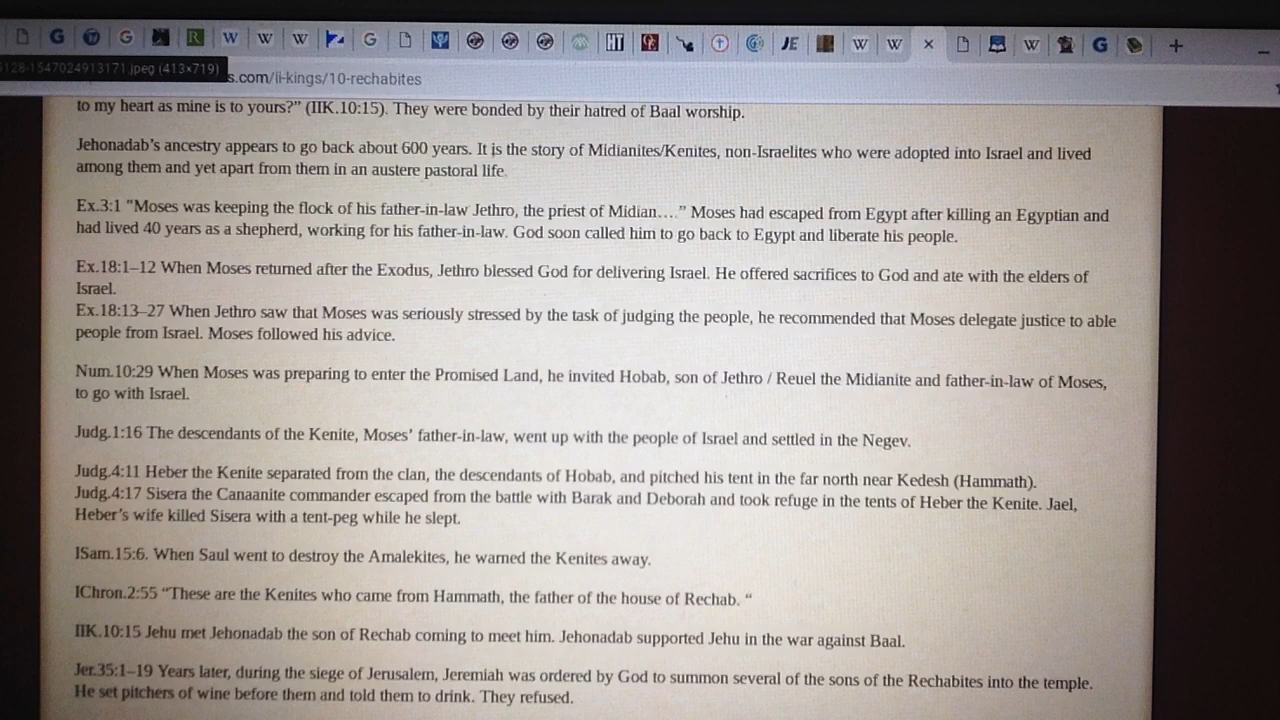 128-1547024913171.jpeg (413×719)
s.com/ii-kings/10-rechabites
to my heart as mine is to yours?” (IIK.10:15). They were bonded by their hatred of Baal worship.
Jehonadab’s ancestry appears to go back about 600 years. It is the story of Midianites/Kenites, non-Israelites who were adopted into Israel and lived
among them and yet apart from them in an austere pastoral life.
Ex.3:1 "Moses was keeping the flock of his father-in-law Jethro, the priest of Midian….” Moses had escaped from Egypt after killing an Egyptian and
had lived 40 years as a shepherd, working for his father-in-law. God soon called him to go back to Egypt and liberate his people.
Ex.18:1–12 When Moses returned after the Exodus, Jethro blessed God for delivering Israel. He offered sacrifices to God and ate with the elders of
Israel.
Ex.18:13–27 When Jethro saw that Moses was seriously stressed by the task of judging the people, he recommended that Moses delegate justice to able
people from Israel. Moses followed his advice.
Num.10:29 When Moses was preparing to enter the Promised Land, he invited Hobab, son of Jethro / Reuel the Midianite and father-in-law of Moses,
to go with Israel.
Judg.1:16 The descendants of the Kenite, Moses’ father-in-law, went up with the people of Israel and settled in the Negev.
Judg.4:11 Heber the Kenite separated from the clan, the descendants of Hobab, and pitched his tent in the far north near Kedesh (Hammath).
Judg.4:17 Sisera the Canaanite commander escaped from the battle with Barak and Deborah and took refuge in the tents of Heber the Kenite. Jael,
Heber’s wife killed Sisera with a tent-peg while he slept.
ISam.15:6. When Saul went to destroy the Amalekites, he warned the Kenites away.
IChron.2:55 “These are the Kenites who came from Hammath, the father of the house of Rechab. “
IIK.10:15 Jehu met Jehonadab the son of Rechab coming to meet him. Jehonadab supported Jehu in the war against Baal.
Jer.35:1–19 Years later, during the siege of Jerusalem, Jeremiah was ordered by God to summon several of the sons of the Rechabites into the temple.
He set pitchers of wine before them and told them to drink. They refused.